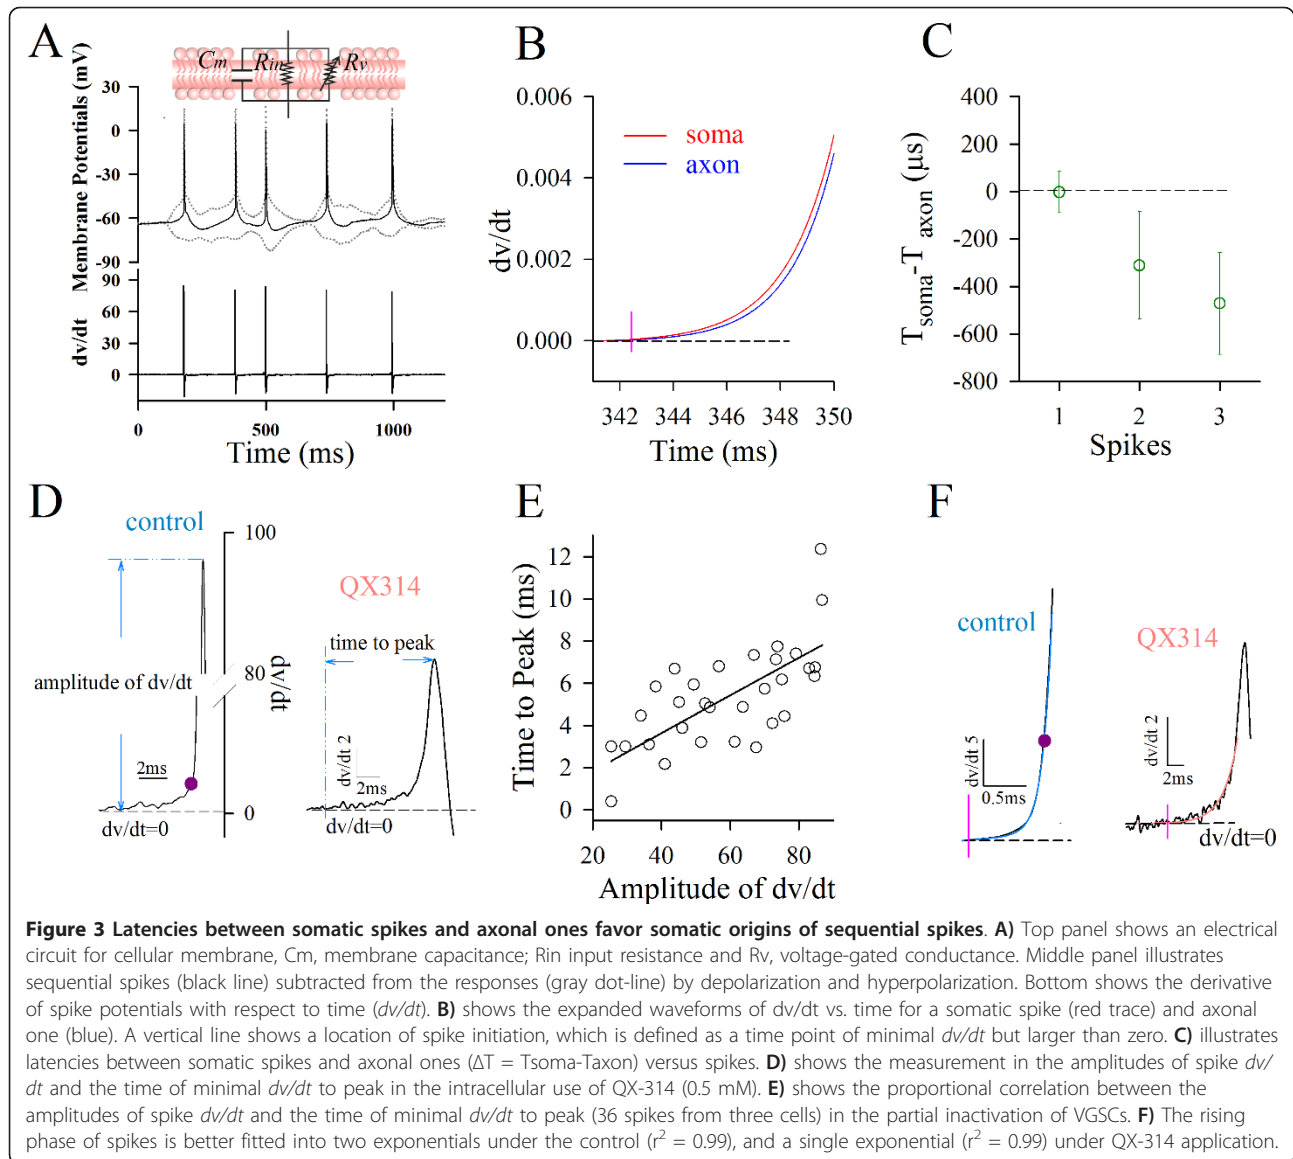 A
Cm
Rin
Rv
Membrane Potentials (mV)
30
0
-30
-60
-90
dv/dt
90
60
30
0
0
500
1000
Time (ms)
B
0.006
0.004
0.002
0.000
dv/dt
soma
axon
342
344
346
348
350
Time (ms)
C
400
200
0
-200
-400
-600
-800
Tsoma-T axon (μs)
1
2
3
Spikes
D
control
100
80
0
dv/dt
amplitude of dv/dt
2ms
dv/dt=0
QX314
time to peak
dv/dt 2
2ms
dv/dt=0
E
12
10
8
6
4
2
0
Time to Peak (ms)
20
40
60
80
Amplitude of dv/dt
F
control
dv/dt 5
0.5ms
QX314
dv/dt 2
2ms
dv/dt=0
Figure 3 Latencies between somatic spikes and axonal ones favor somatic origins of sequential spikes. A) Top panel shows an electrical
circuit for cellular membrane, Cm, membrane capacitance; Rin input resistance and Rv, voltage-gated conductance. Middle panel illustrates
sequential spikes (black line) subtracted from the responses (gray dot-line) by depolarization and hyperpolarization. Bottom shows the derivative
of spike potentials with respect to time (dv/dt). B) shows the expanded waveforms of dv/dt vs. time for a somatic spike (red trace) and axonal
one (blue). A vertical line shows a location of spike initiation, which is defined as a time point of minimal dv/dt but larger than zero. C) illustrates
latencies between somatic spikes and axonal ones (ΔT = Tsoma-Taxon) versus spikes. D) shows the measurement in the amplitudes of spike dv/
dt and the time of minimal dv/dt to peak in the intracellular use of QX-314 (0.5 mM). E) shows the proportional correlation between the
amplitudes of spike dv/dt and the time of minimal dv/dt to peak (36 spikes from three cells) in the partial inactivation of VGSCs. F) The rising
phase of spikes is better fitted into two exponentials under the control (r² = 0.99), and a single exponential (r² = 0.99) under QX-314 application.